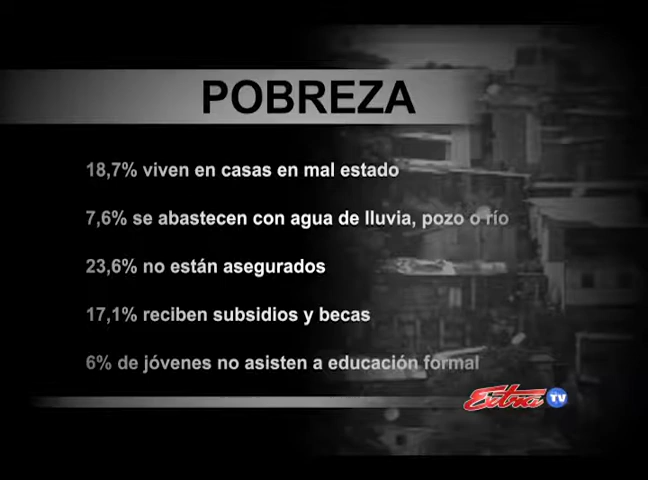 POBREZA
18,7% viven en casas en mal estado
7,6% se abastecen con agua de lluvia, pozo o río
23,6% no están asegurados
17,1% reciben subsidios y becas
6% de jóvenes no asisten a educación formal
Extra TV